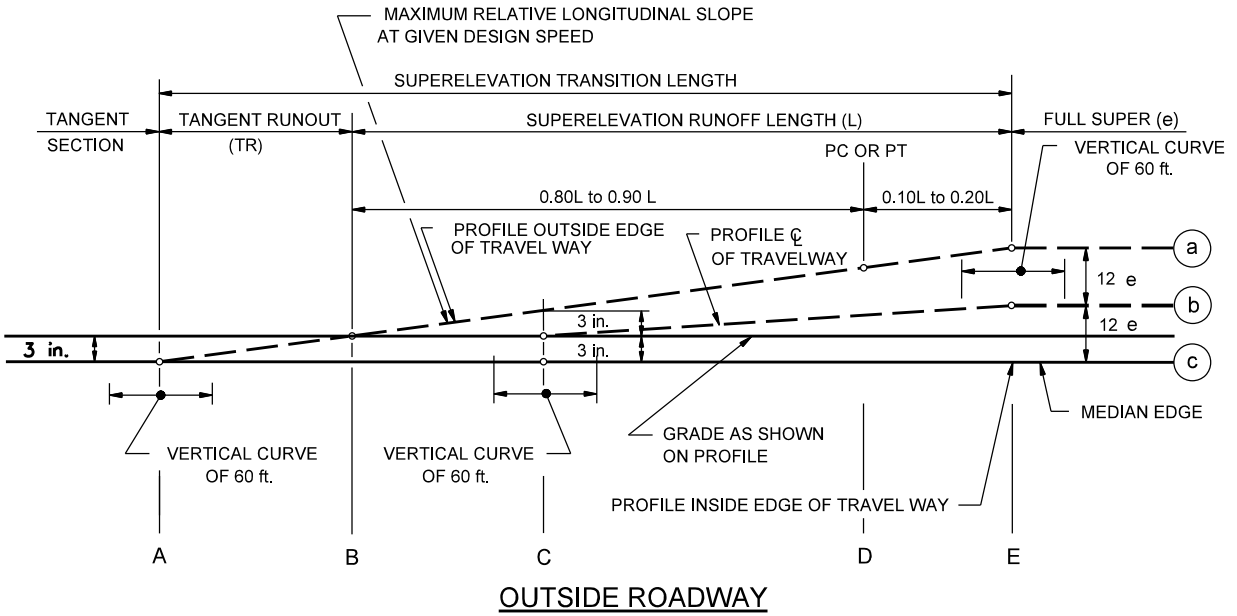 MAXIMUM RELATIVE LONGITUDINAL SLOPE
AT GIVEN DESIGN SPEED
SUPERELEVATION TRANSITION LENGTH
TANGENT
SECTION
TANGENT RUNOUT
(TR)
SUPERELEVATION RUNOFF LENGTH (L)
FULL SUPER (e)
PC OR PT
VERTICAL CURVE
OF 60 ft.
0.80L to 0.90 L
0.10L to 0.20L
PROFILE OUTSIDE EDGE
OF TRAVEL WAY
PROFILE ℄
OF TRAVELWAY
a
12 e
b
3 in.
12 e
3 in.
3 in.
c
MEDIAN EDGE
GRADE AS SHOWN
ON PROFILE
VERTICAL CURVE
OF 60 ft.
VERTICAL CURVE
OF 60 ft.
PROFILE INSIDE EDGE OF TRAVEL WAY
A
B
C
D
E
OUTSIDE ROADWAY